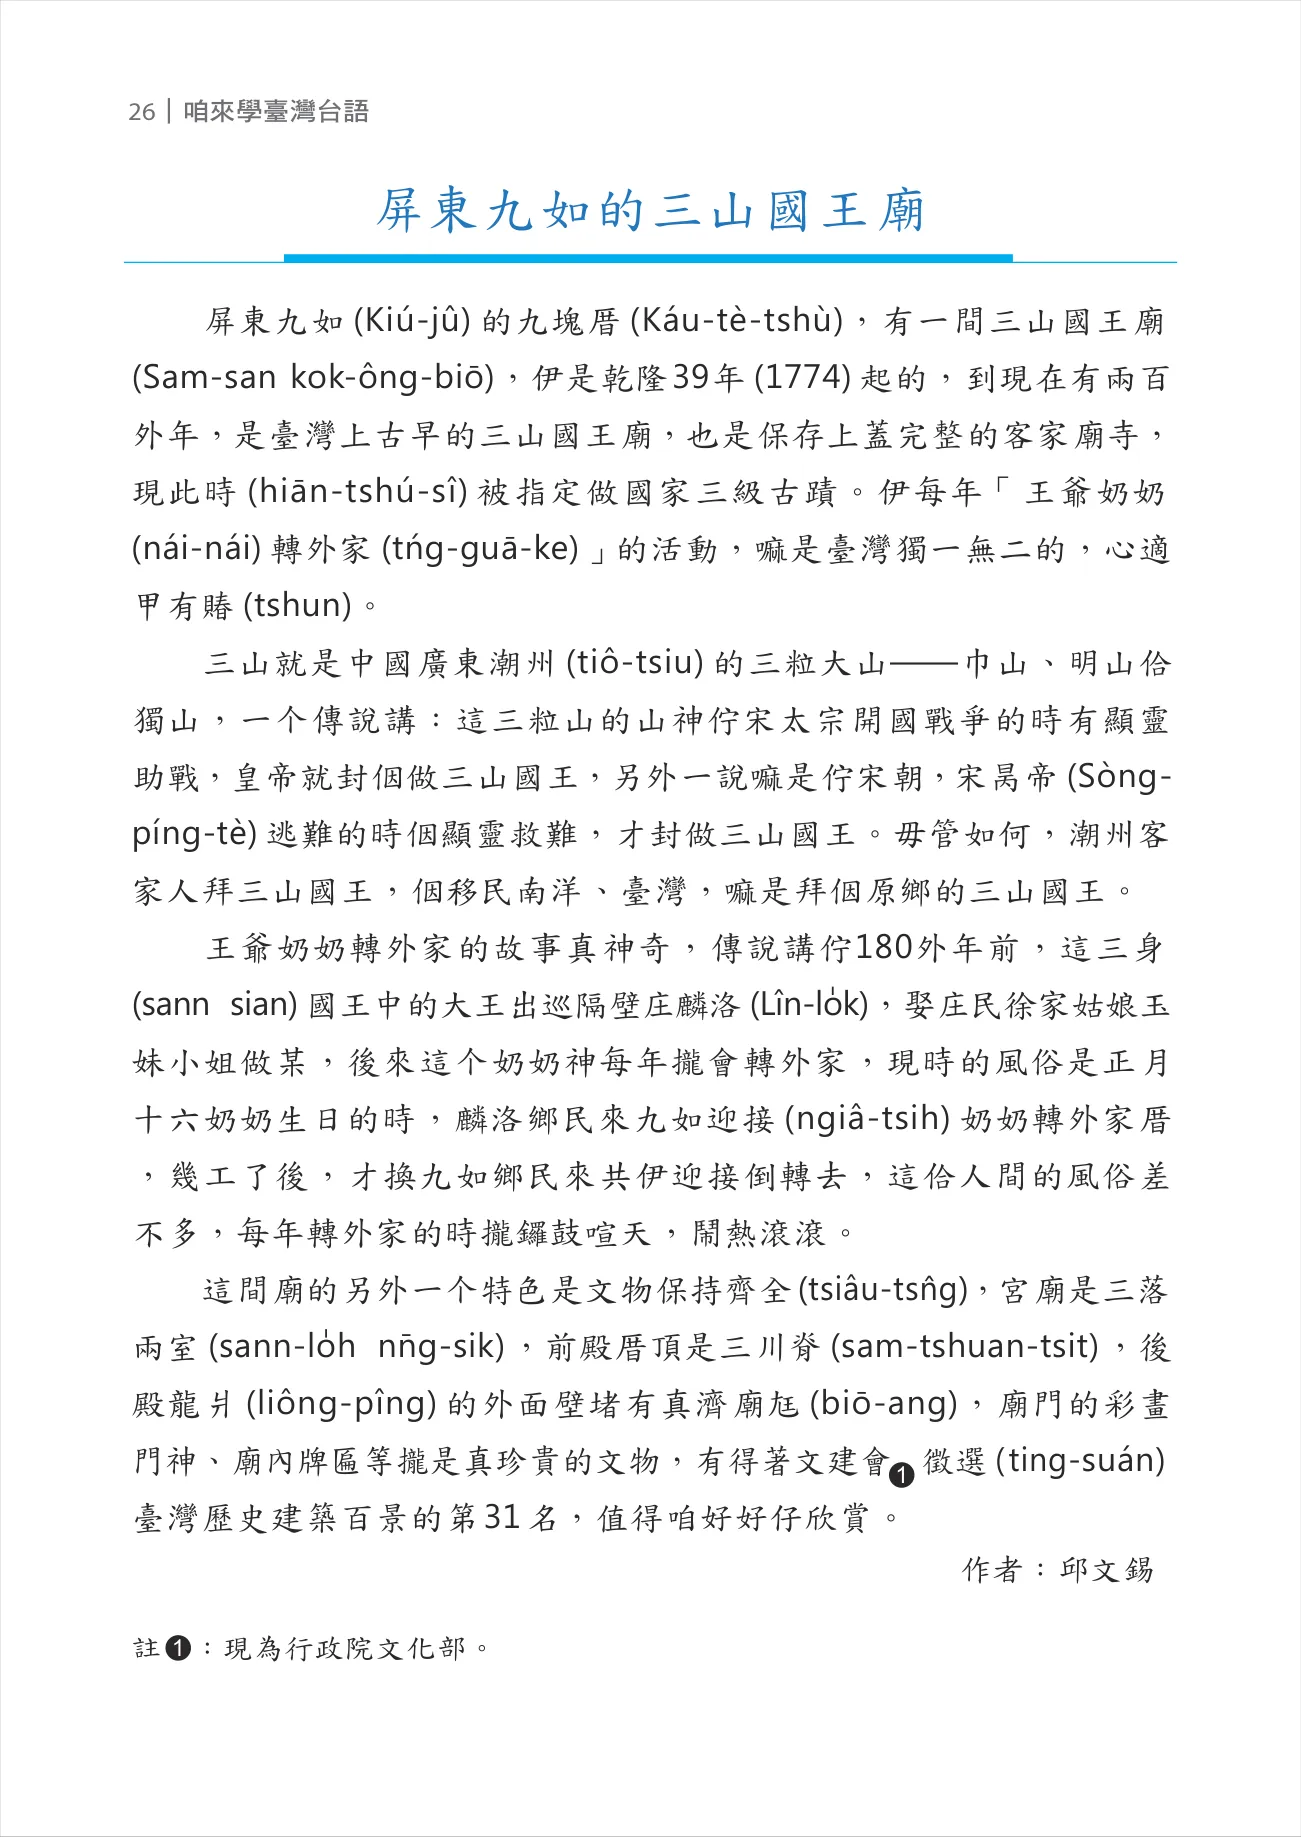 26｜咱來學臺灣台語
屏東九如的三山國王廟
屏東九如 (Kiú-jû) 的九塊厝 (Káu-tè-tshù)，有一間三山國王廟
(Sam-san kok-ông-biō)，伊是乾隆39年 (1774) 起的，到現在有兩百
外年，是臺灣上古早的三山國王廟，也是保存上蓋完整的客家廟寺，
現此時 (hiān-tshú-sî) 被指定做國家三級古蹟。伊每年「王爺奶奶
(nái-nái) 轉外家 (tńg-guā-ke)」的活動，嘛是臺灣獨一無二的，心適
甲有賰 (tshun)。
三山就是中國廣東潮州 (tiô-tsiu) 的三粒大山——巾山、明山佮
獨山，一个傳說講：這三粒山的山神佇宋太宗開國戰爭的時有顯靈
助戰，皇帝就封𪜶做三山國王，另外一說嘛是佇宋朝，宋昺帝 (Sòng-
píng-tè) 逃難的時𪜶顯靈救難，才封做三山國王。毋管如何，潮州客
家人拜三山國王，𪜶移民南洋、臺灣，嘛是拜𪜶原鄉的三山國王。
王爺奶奶轉外家的故事真神奇，傳說講佇180外年前，這三身
(sann sian) 國王中的大王出巡隔壁庄麟洛 (Lîn-lo̍k)，娶庄民徐家姑娘玉
妹小姐做某，後來這个奶奶神每年攏會轉外家，現時的風俗是正月
十六奶奶生日的時，麟洛鄉民來九如迎接 (ngiâ-tsih) 奶奶轉外家厝
，幾工了後，才換九如鄉民來共伊迎接倒轉去，這佮人間的風俗差
不多，每年轉外家的時攏鑼鼓喧天，鬧熱滾滾。
這間廟的另外一个特色是文物保持齊全 (tsiâu-tsn̂g)，宮廟是三落
兩室 (sann-lo̍h nn̄g-sik)，前殿厝頂是三川脊 (sam-tshuan-tsit)，後
殿龍爿 (liông-pîng) 的外面壁堵有真濟廟尪 (biō-ang)，廟門的彩畫
門神、廟內牌匾等攏是真珍貴的文物，有得著文建會❶徵選 (ting-suán)
臺灣歷史建築百景的第31名，值得咱好好仔欣賞。
作者：邱文錫
註❶：現為行政院文化部。